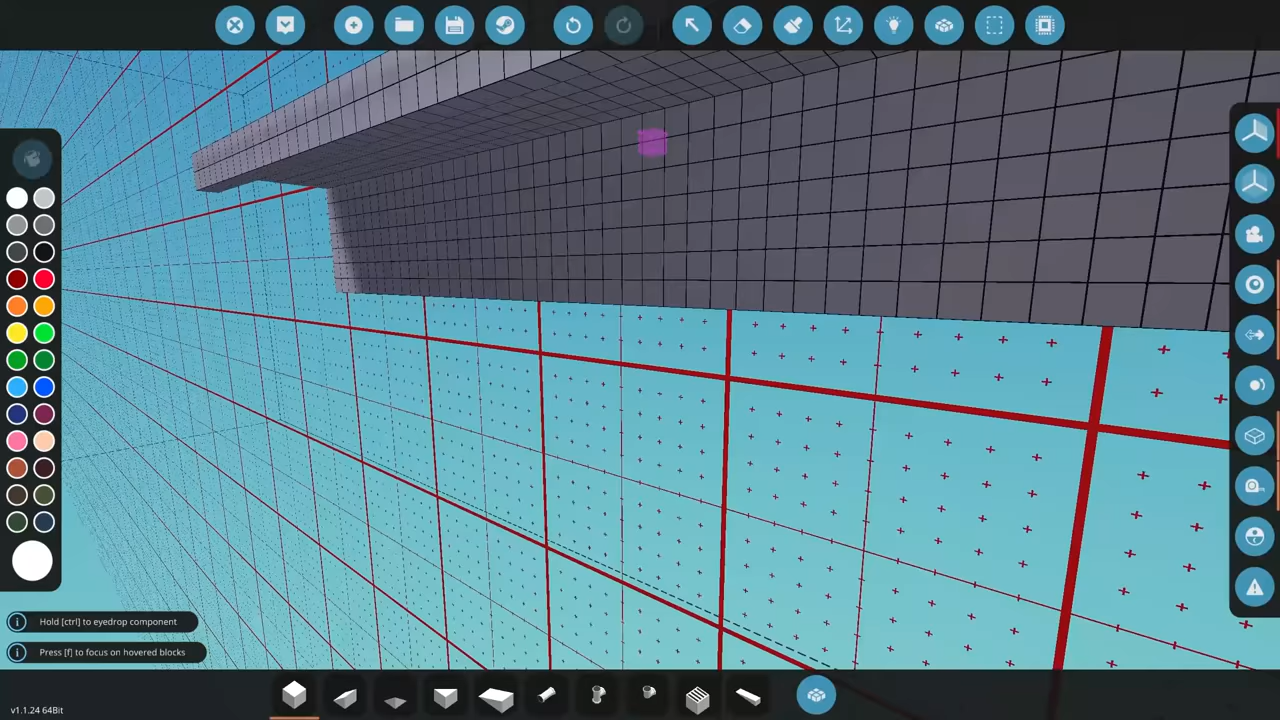 Hold [ctrl] to eyedrop component
Press [f] to focus on hovered blocks
v1.1.24 64Bit